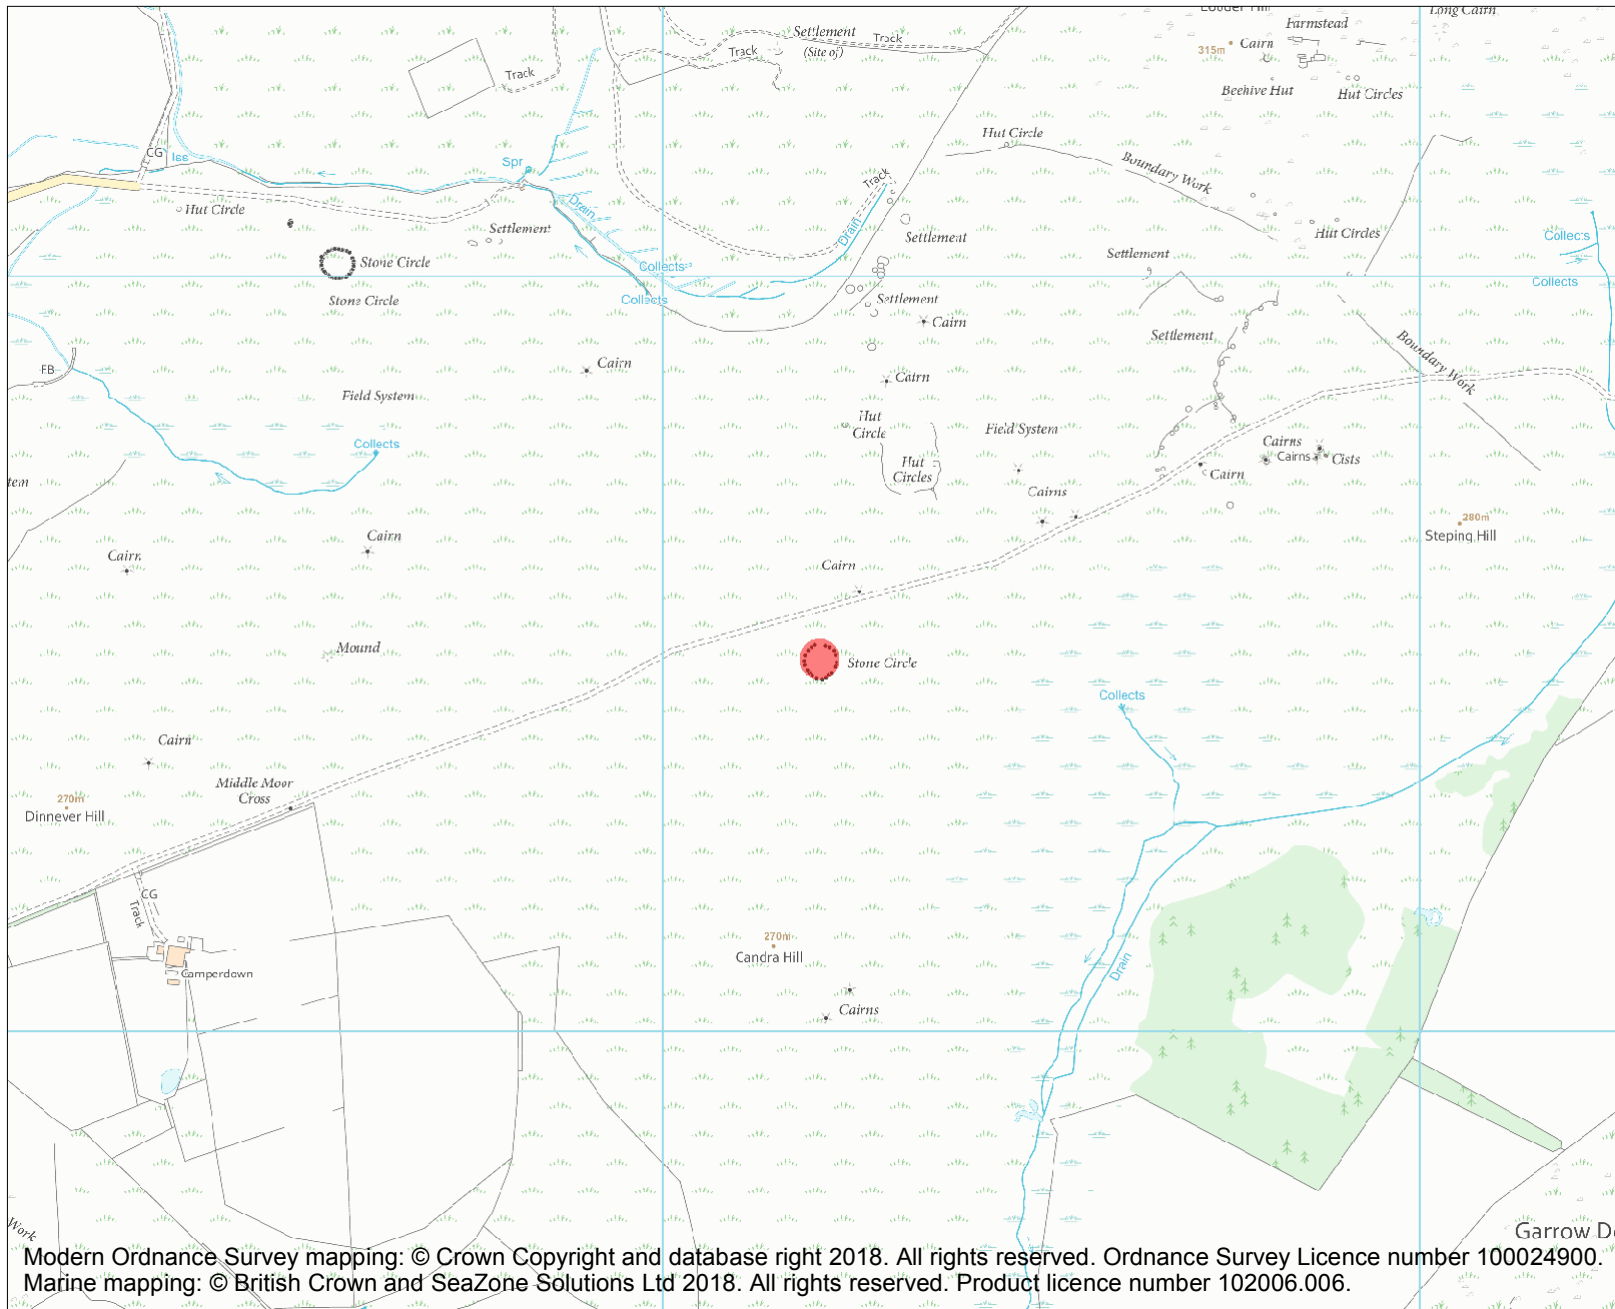 Long Cairn
Farmstead
Settlement
(Site of)
Track
Track
Track
315m
Cairn
Beehive Hut
Hut Circles
CG
Iss
Spr
Hut Circle
Boundary Work
Track
Hut Circle
Drain
Settlement
Drain
Settlement
Hut Circles
Collects
Stone Circle
Collects
Settlement
Collects
Stone Circle
Collects
Settlement
Cairn
Settlement
Boundary Work
FB
Cairn
Cairn
Field System
Hut
Circle
Field System
Collects
Cairns
Cairns
Cists
Hut
Circles
Cairn
tem
Cairns
280m
Steping Hill
Cairn
Cairn
Cairn
Mound
Stone Circle
Collects
Cairn
Middle Moor
Cross
270m
Dinnever Hill
CG
Track
270m
Candra Hill
Drain
Camperdown
Cairns
Work
Garrow Do
Modern Ordnance Survey mapping: © Crown Copyright and database right 2018. All rights reserved. Ordnance Survey Licence number 100024900.
Marine mapping: © British Crown and SeaZone Solutions Ltd 2018. All rights reserved. Product licence number 102006.006.